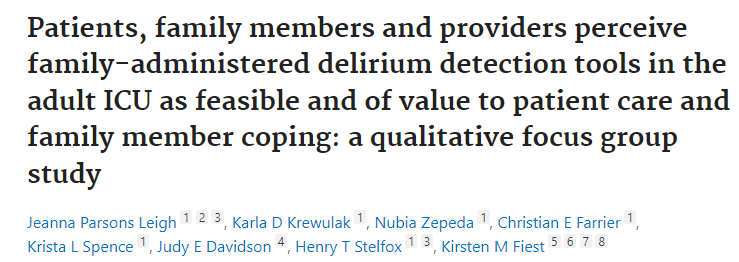 Patients, family members and providers perceive
family-administered delirium detection tools in the
adult ICU as feasible and of value to patient care and
family member coping: a qualitative focus group
study
Jeanna Parsons Leigh 1 2 3, Karla D Krewulak 1, Nubia Zepeda 1, Christian E Farrier 1,
Krista L Spence 1, Judy E Davidson 4, Henry T Stelfox 1 3, Kirsten M Fiest 5 6 7 8